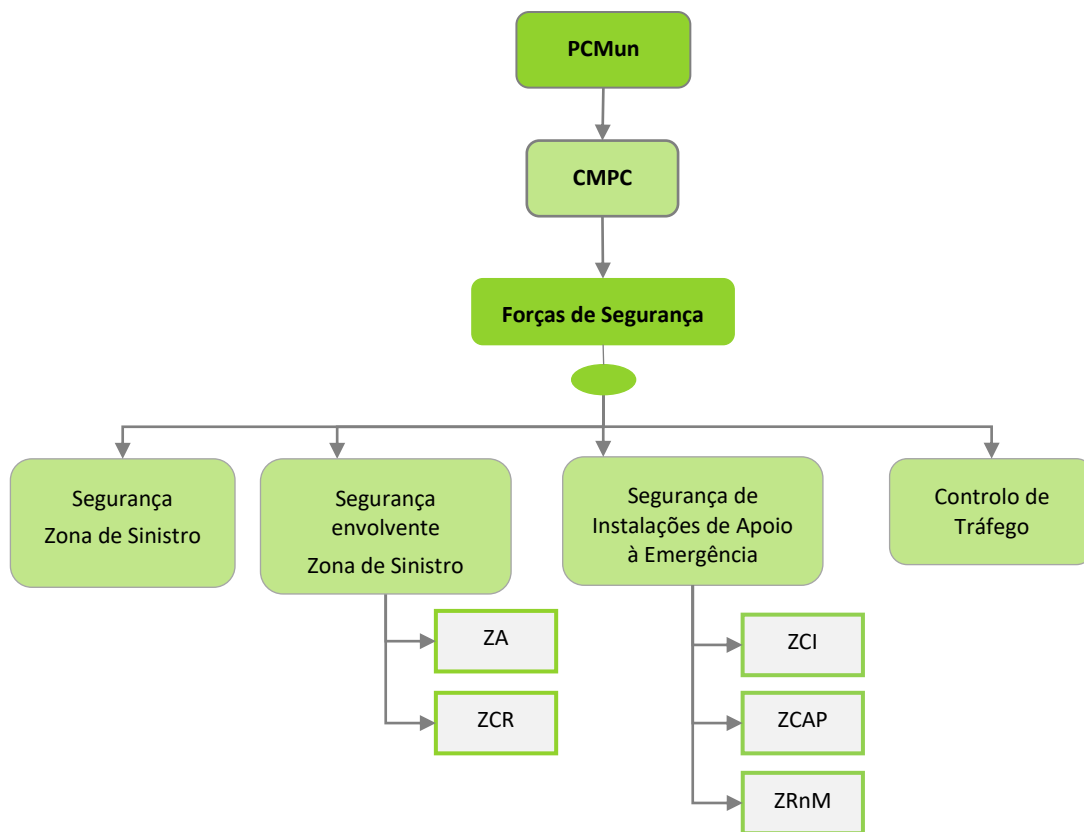 PCMun
CMPC
Forças de Segurança
Segurança
Zona de Sinistro
Segurança
envolvente
Zona de Sinistro
Segurança de
Instalações de Apoio
à Emergência
Controlo de
Tráfego
ZA
ZCR
ZCI
ZCAP
ZRnM